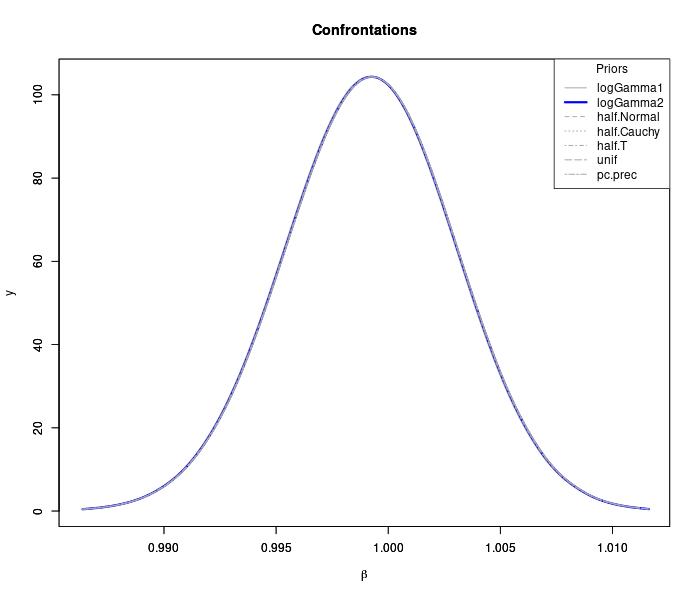 Confrontations
Priors
logGamma1
logGamma2
half.Normal
half.Cauchy
half.T
unif
pc.prec
y
0
20
40
60
80
100
0.990
0.995
1.000
1.005
1.010
β